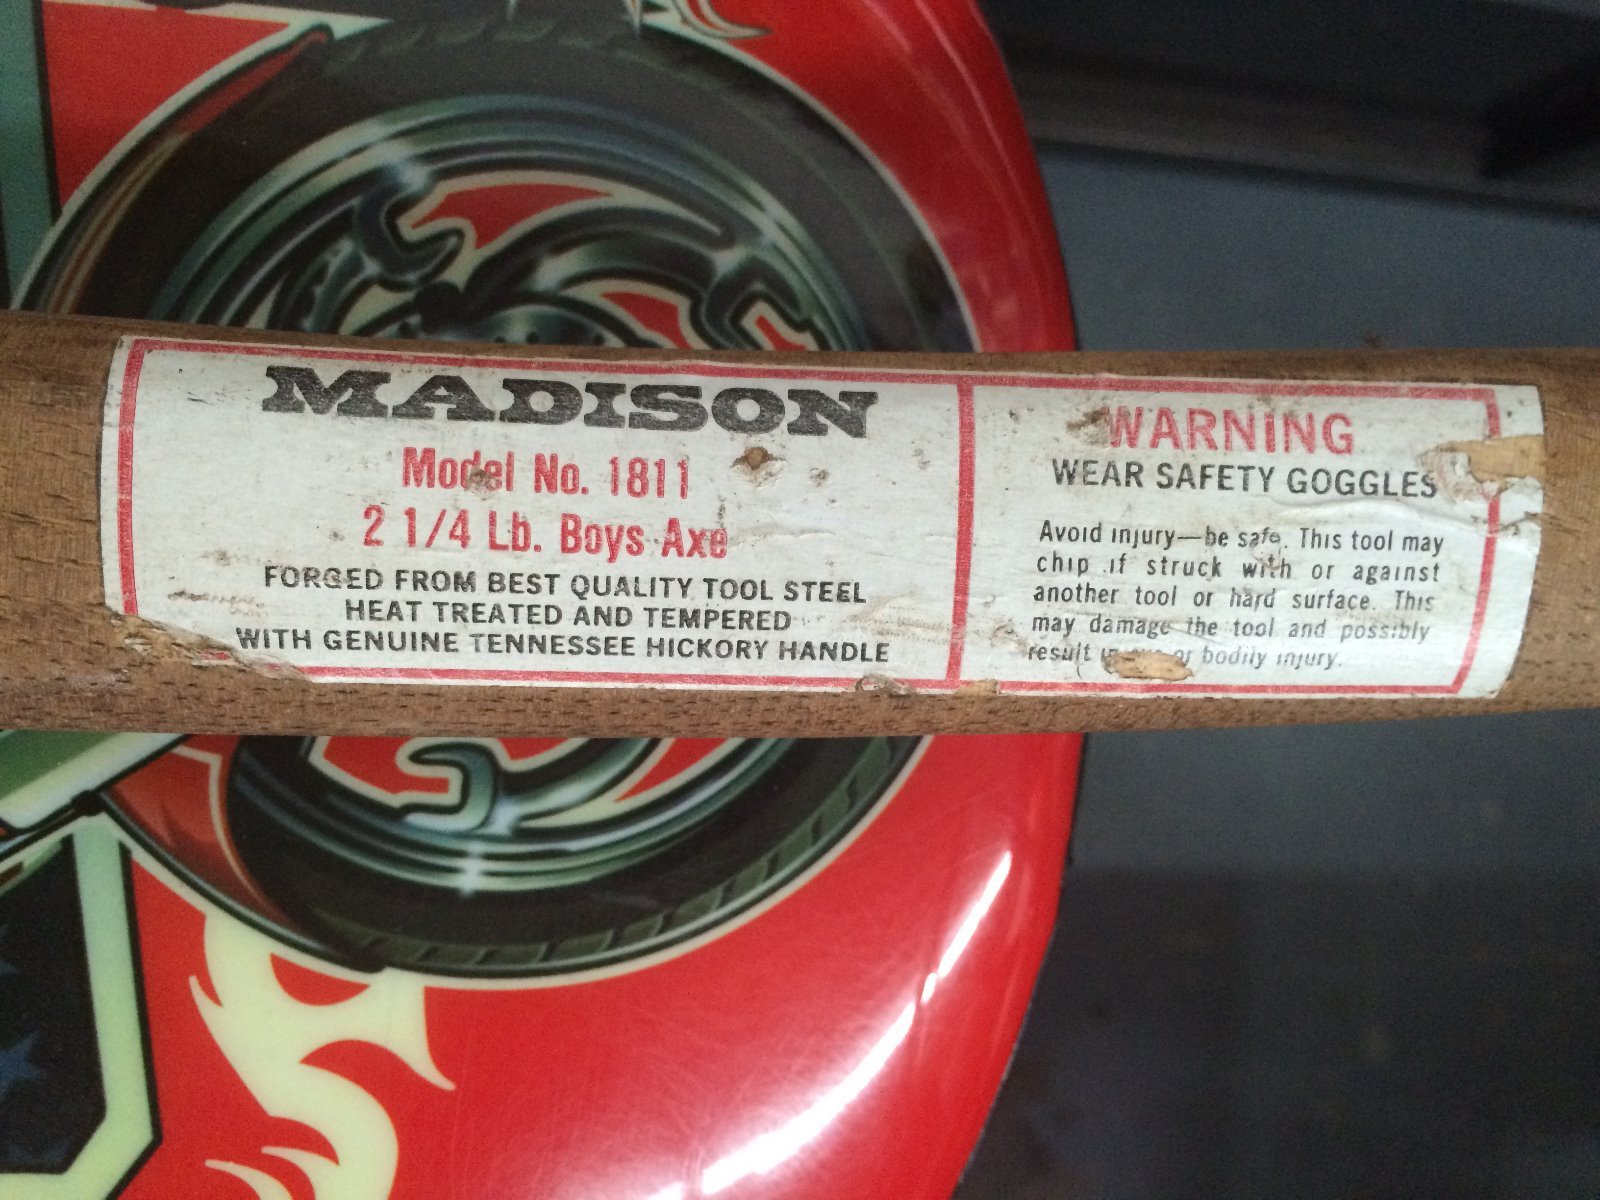 MADISON
Model No. 1811
2 1/4 Lb. Boys Axe
FORGED FROM BEST QUALITY TOOL STEEL
HEAT TREATED AND TEMPERED
WITH GENUINE TENNESSEE HICKORY HANDLE
WARNING
WEAR SAFETY GOGGLES
Avoid injury—be safe. This tool may
chip if struck with or against
another tool or hard surface. This
may damage the tool and possibly
result or bodily injury.